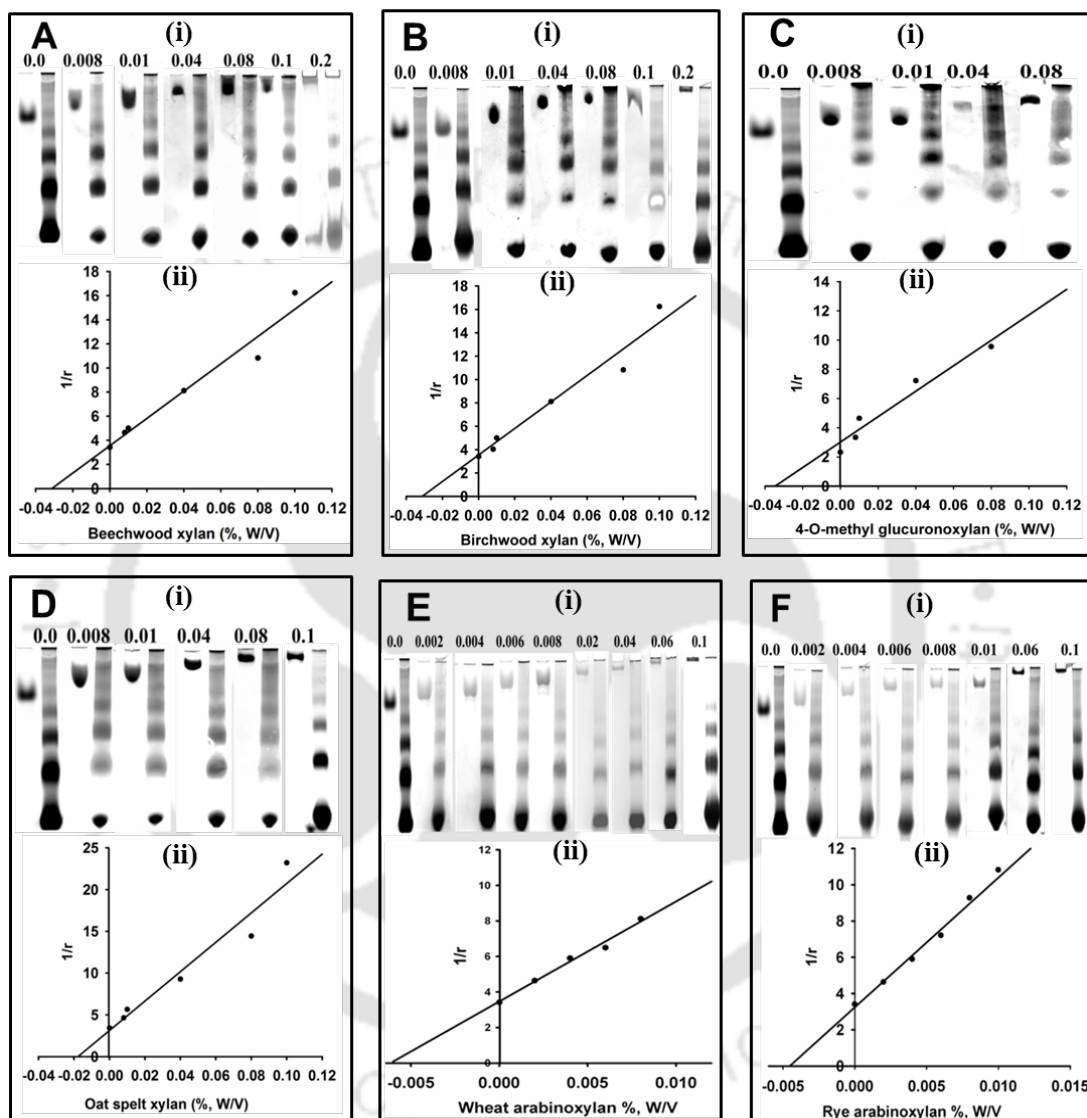 A (i)
0.0 0.008 0.01 0.04 0.08 0.1 0.2
(ii)
18
16
14
12
10
8
6
4
2
0
1/r
-0.04 -0.02 0.00 0.02 0.04 0.06 0.08 0.10 0.12
Beechwood xylan (%, W/V)
B (i)
0.0 0.008 0.01 0.04 0.08 0.1 0.2
(ii)
18
16
14
12
10
8
6
4
2
0
1/r
-0.04 -0.02 0.00 0.02 0.04 0.06 0.08 0.10 0.12
Birchwood xylan (%, W/V)
C (i)
0.0 0.008 0.01 0.04 0.08
(ii)
14
12
10
8
6
4
2
0
1/r
-0.04 -0.02 0.00 0.02 0.04 0.06 0.08 0.10 0.12
4-O-methyl glucuronoxylan (%, W/V)
D (i)
0.0 0.008 0.01 0.04 0.08 0.1
(ii)
25
20
15
10
5
0
1/r
-0.04 -0.02 0.00 0.02 0.04 0.06 0.08 0.10 0.12
Oat spelt xylan (%, W/V)
E (i)
0.0 0.002 0.004 0.006 0.008 0.02 0.04 0.06 0.1
(ii)
12
10
8
6
4
2
0
1/r
-0.005 0.000 0.005 0.010
Wheat arabinoxylan %, W/V
F (i)
0.0 0.002 0.004 0.006 0.008 0.01 0.06 0.1
(ii)
12
10
8
6
4
2
0
1/r
-0.005 0.000 0.005 0.010 0.015
Rye arabinoxylan %, W/V